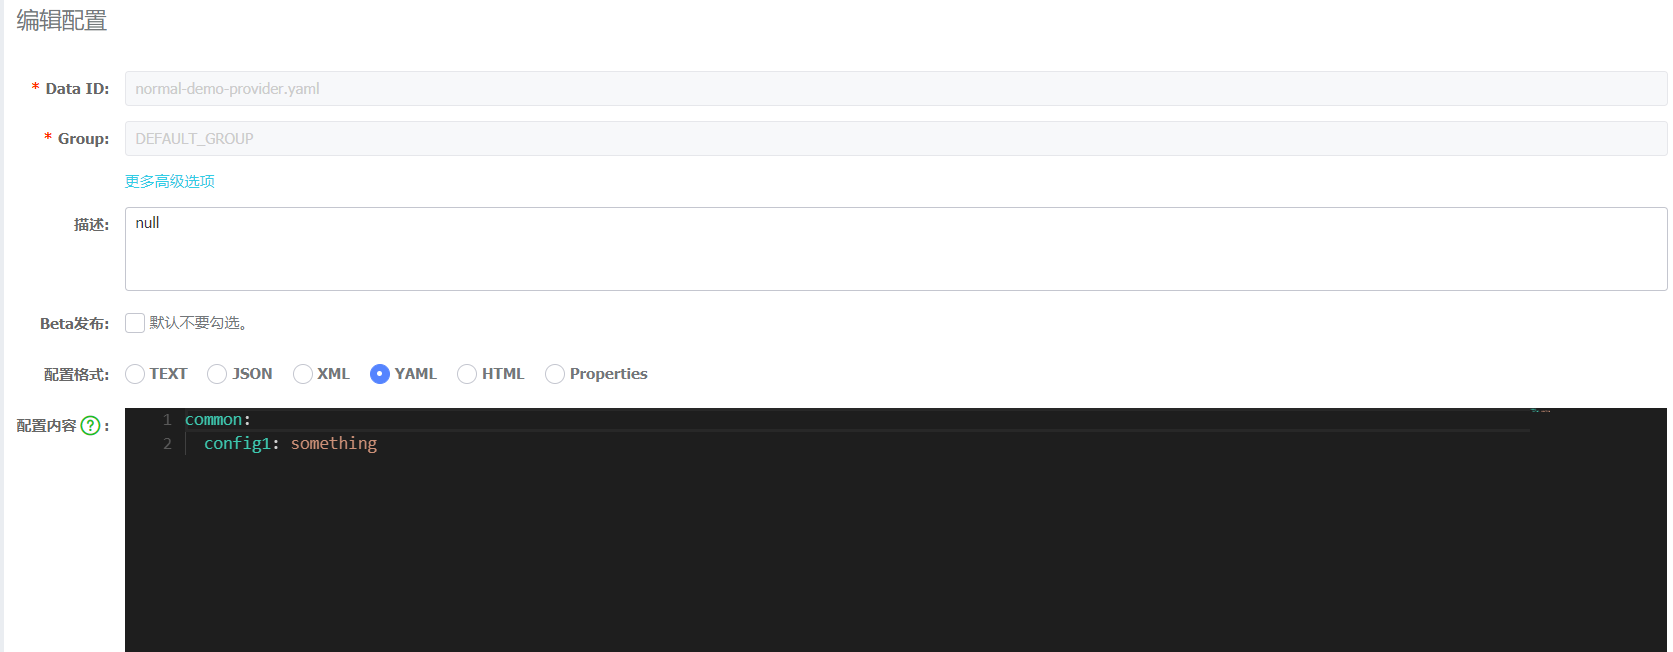 编辑配置
* Data ID: normal-demo-provider.yaml
* Group: DEFAULT_GROUP
更多高级选项
描述: null
Beta发布: 默认不要勾选。
配置格式: TEXT JSON XML YAML HTML Properties
配置内容 ? : 1 common:
2 config1: something